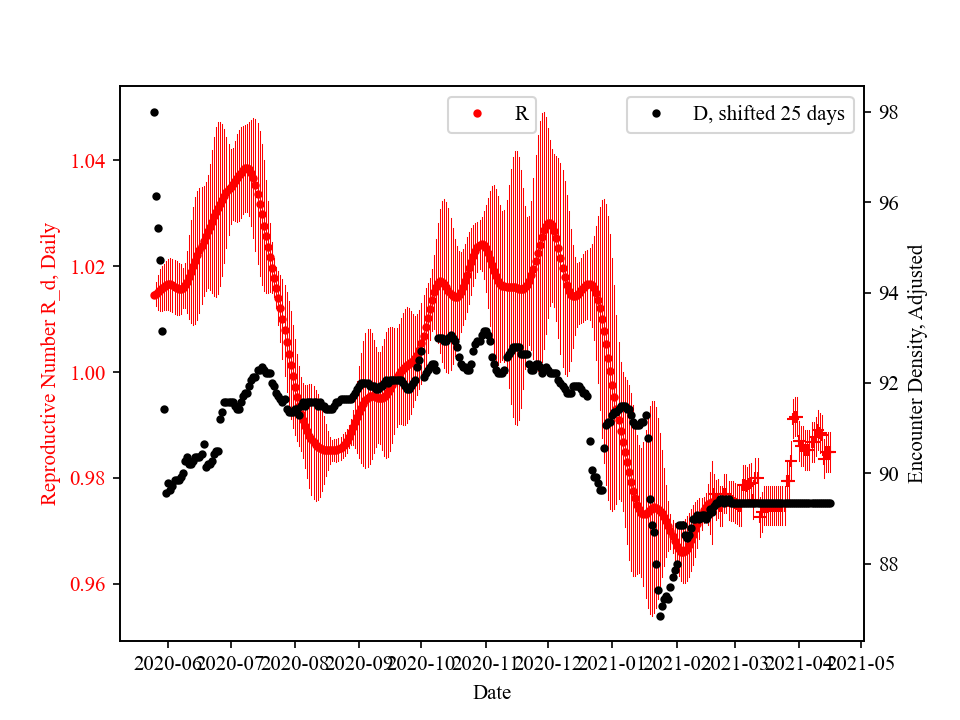 R
D, shifted 25 days
1.04
1.02
1.00
0.98
0.96
Reproductive Number R_d, Daily
98
96
94
92
90
88
Encounter Density, Adjusted
2020-06 2020-07 2020-08 2020-09 2020-10 2020-11 2020-12 2021-01 2021-02 2021-03 2021-04 2021-05
Date